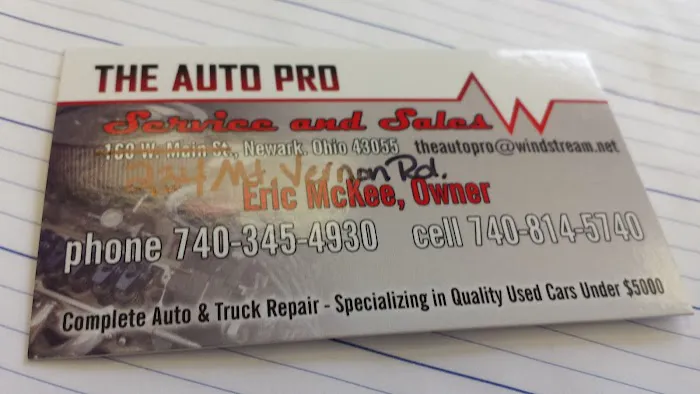 THE AUTO PRO
Service and Sales
160 W. Main St., Newark, Ohio 43055 theautopro@windstream.net
Mt. Vernon Rd.
Eric McKee, Owner
phone 740-345-4930 cell 740-814-5740
Complete Auto & Truck Repair - Specializing in Quality Used Cars Under $5000